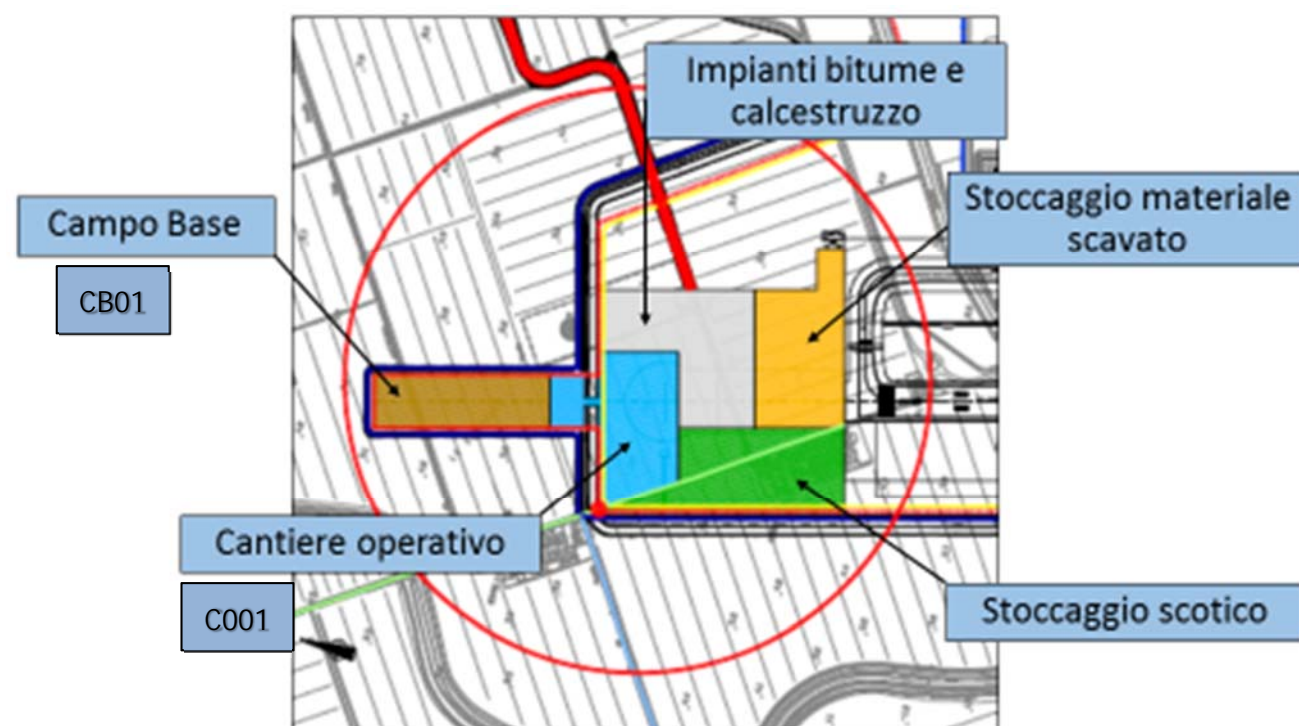 Impianti bitume e
calcestruzzo
Stoccaggio materiale
scavato
Campo Base
CB01
Cantiere operativo
C001
Stoccaggio scotico